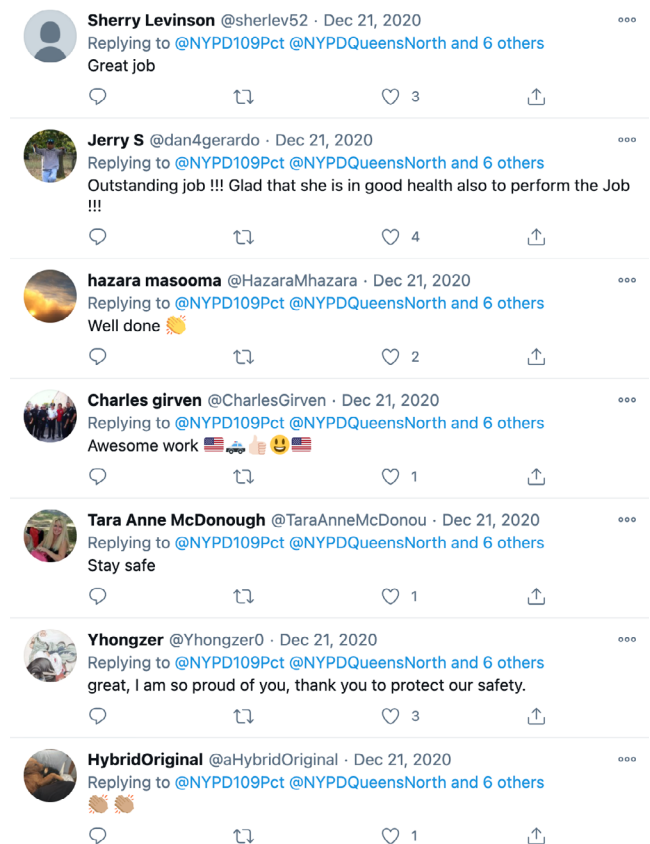 Sherry Levinson @sherlev52 · Dec 21, 2020
Replying to @NYPD109Pct @NYPDQueensNorth and 6 others
Great job
3
Jerry S @dan4gerardo · Dec 21, 2020
Replying to @NYPD109Pct @NYPDQueensNorth and 6 others
Outstanding job !!! Glad that she is in good health also to perform the Job
!!!
4
hazara masooma @HazaraMhazara · Dec 21, 2020
Replying to @NYPD109Pct @NYPDQueensNorth and 6 others
Well done 👏
2
Charles girven @CharlesGirven · Dec 21, 2020
Replying to @NYPD109Pct @NYPDQueensNorth and 6 others
Awesome work 🇺🇸🚓👍🏻😃🇺🇸
1
Tara Anne McDonough @TaraAnneMcDonou · Dec 21, 2020
Replying to @NYPD109Pct @NYPDQueensNorth and 6 others
Stay safe
1
Yhongzer @Yhongzer0 · Dec 21, 2020
Replying to @NYPD109Pct @NYPDQueensNorth and 6 others
great, I am so proud of you, thank you to protect our safety.
3
HybridOriginal @aHybridOriginal · Dec 21, 2020
Replying to @NYPD109Pct @NYPDQueensNorth and 6 others
👏🏽 👏🏽
1